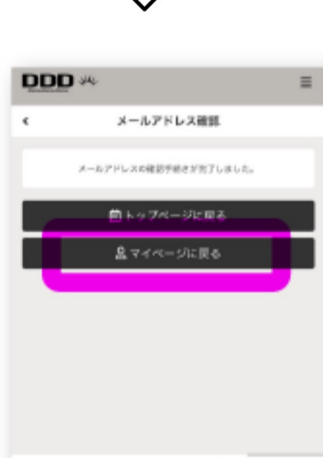 DDD
メールアドレス確認
メールアドレスの確認手続きが完了しました。
トップページに戻る
マイページに戻る